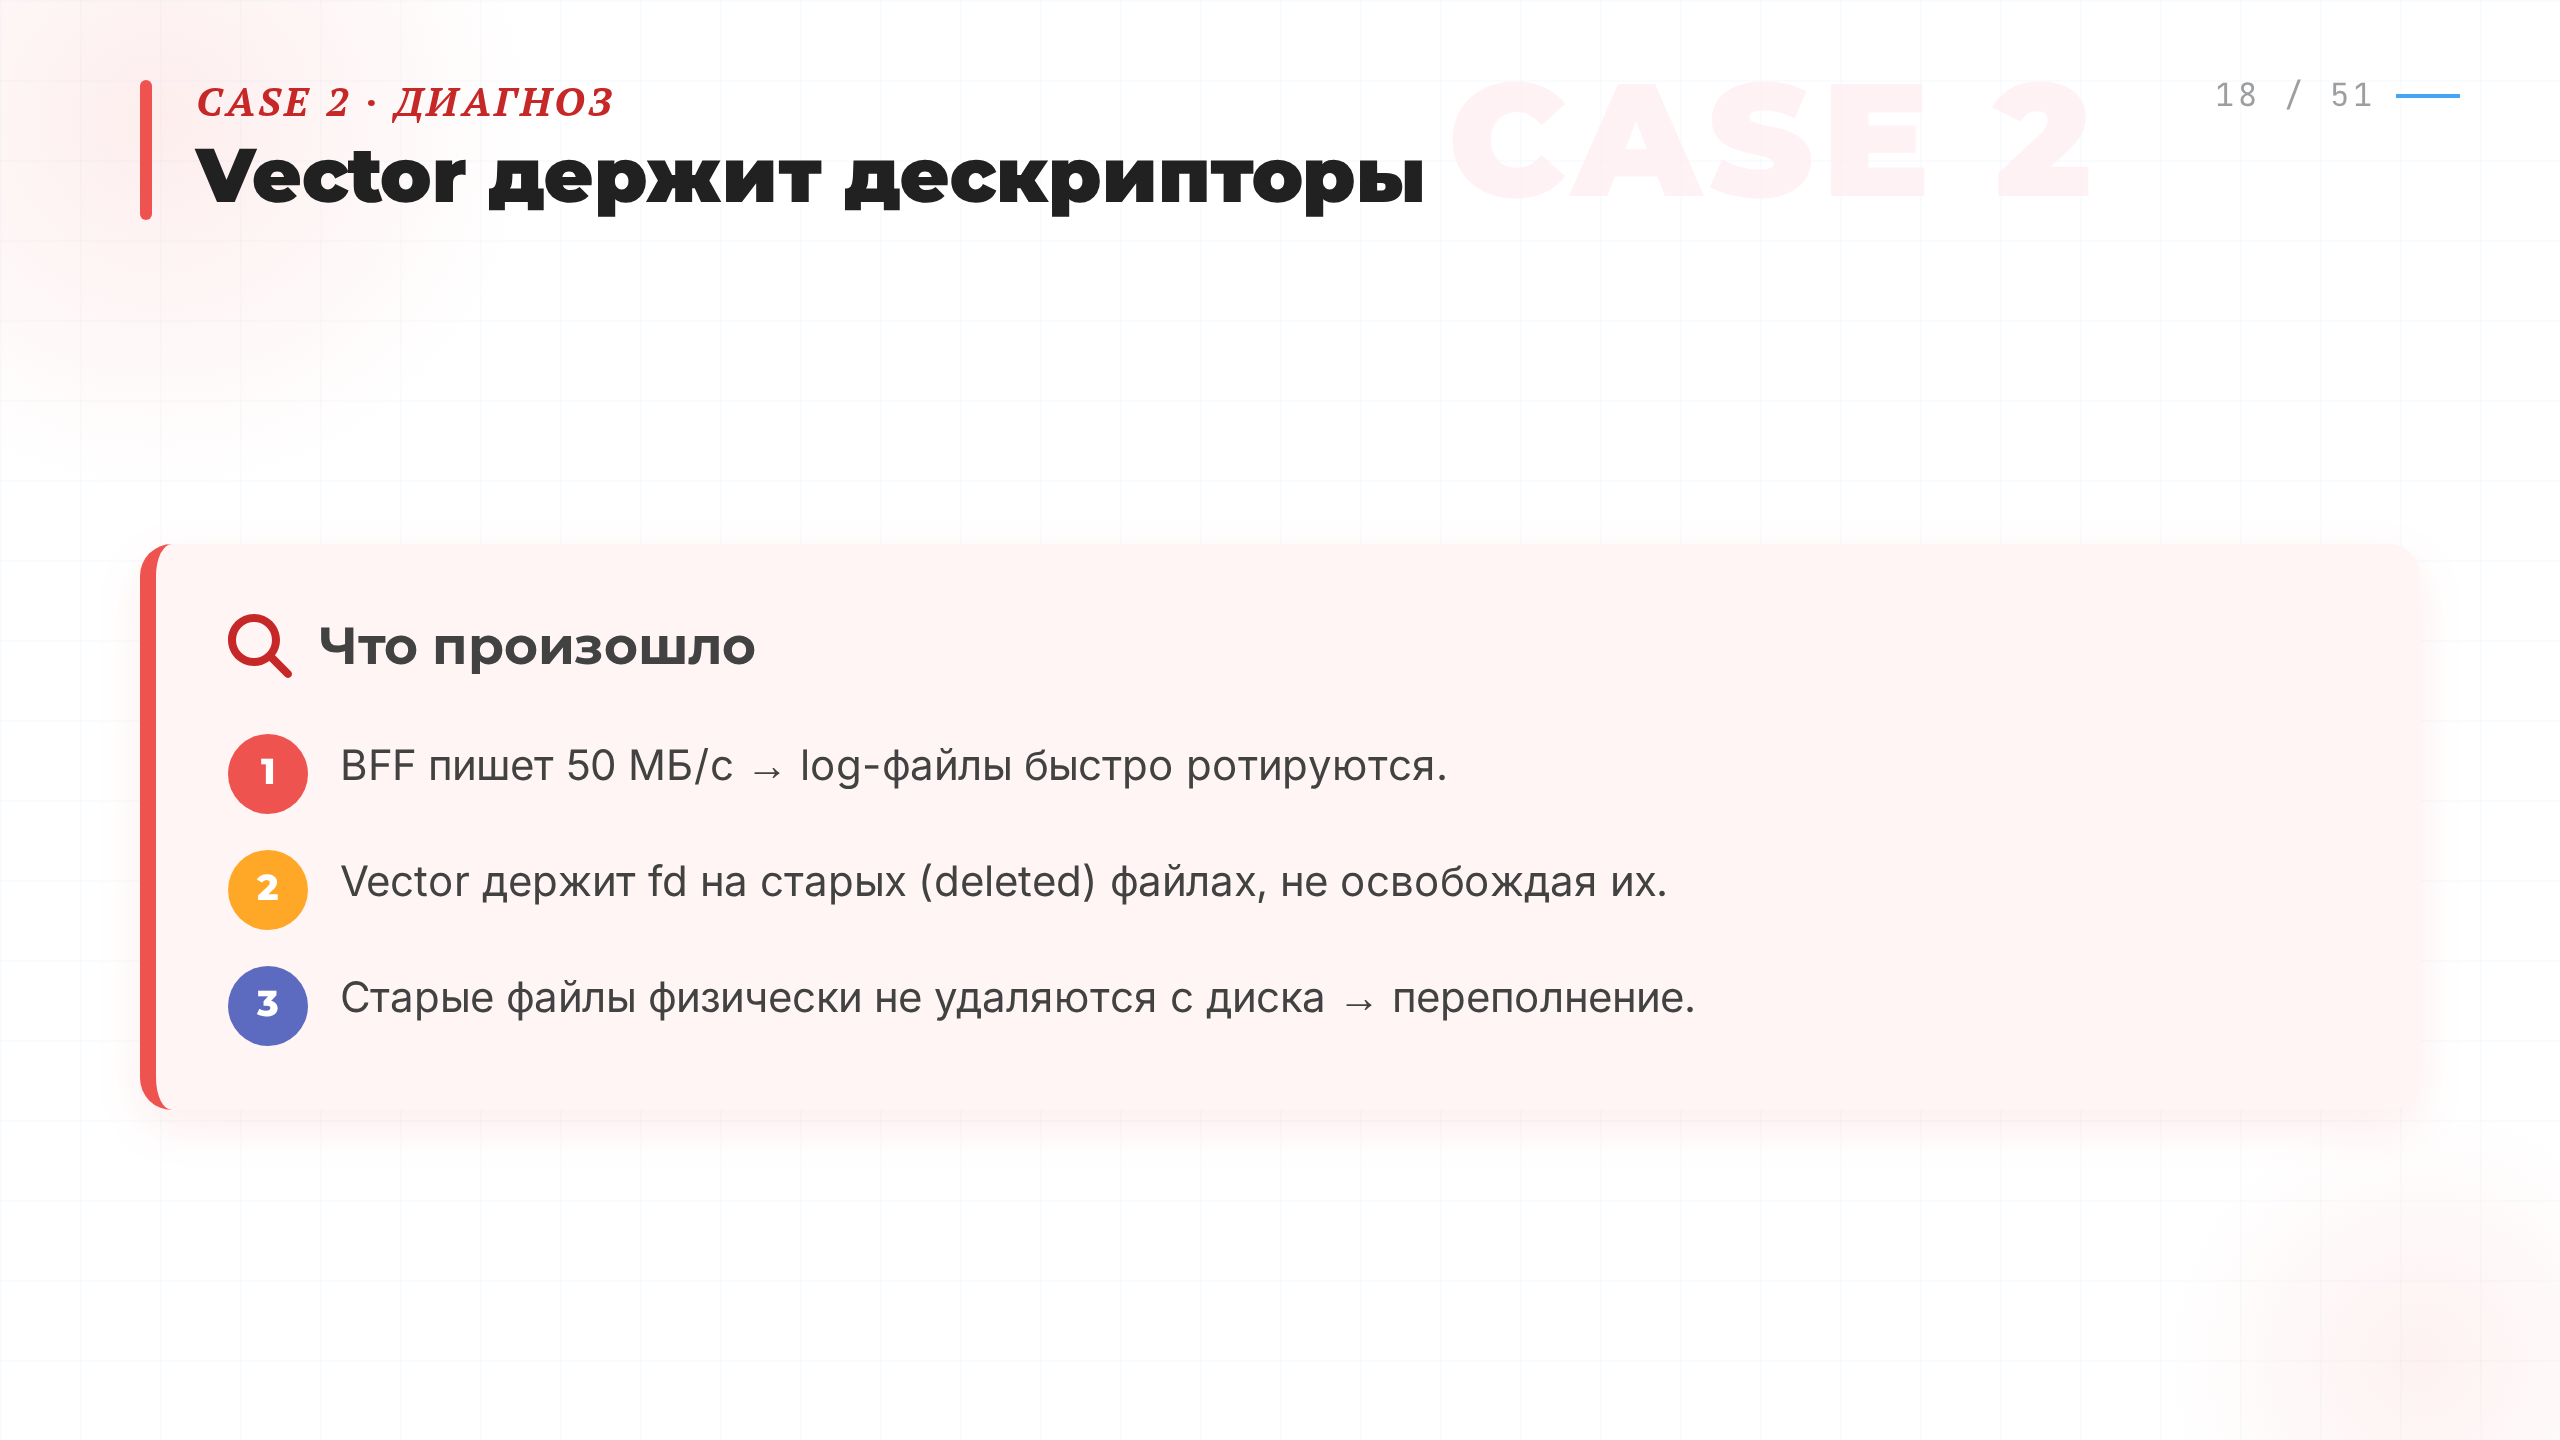 CASE 2 · ДИАГНОЗ
Vector держит дескрипторы
CASE 2
18 / 51
Что произошло
1 BFF пишет 50 МБ/с → log-файлы быстро ротируются.
2 Vector держит fd на старых (deleted) файлах, не освобождая их.
3 Старые файлы физически не удаляются с диска → переполнение.